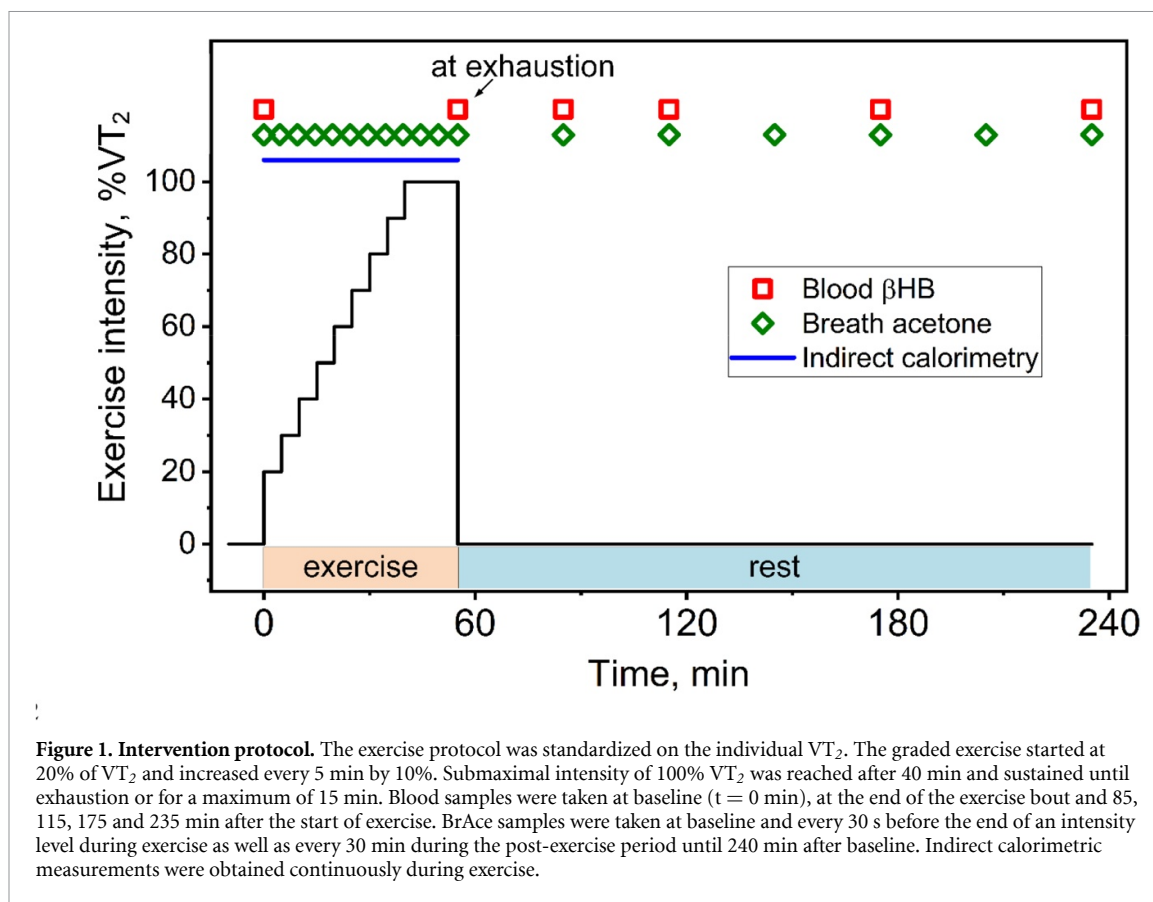 at exhaustion
Exercise intensity, %VT₂
100
80
60
40
20
0
Blood βHB
Breath acetone
Indirect calorimetry
exercise
rest
0
60
120
180
240
Time, min
Figure 1. Intervention protocol. The exercise protocol was standardized on the individual VT₂. The graded exercise started at
20% of VT₂ and increased every 5 min by 10%. Submaximal intensity of 100% VT₂ was reached after 40 min and sustained until
exhaustion or for a maximum of 15 min. Blood samples were taken at baseline (t = 0 min), at the end of the exercise bout and 85,
115, 175 and 235 min after the start of exercise. BrAce samples were taken at baseline and every 30 s before the end of an intensity
level during exercise as well as every 30 min during the post-exercise period until 240 min after baseline. Indirect calorimetric
measurements were obtained continuously during exercise.